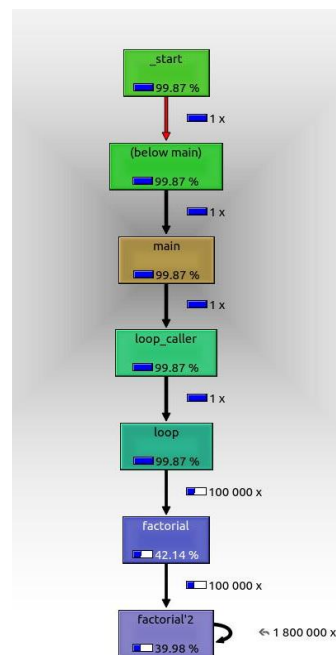 _start
99.87 %
1 x
(below main)
99.87 %
1 x
main
99.87 %
1 x
loop_caller
99.87 %
1 x
loop
99.87 %
100 000 x
factorial
42.14 %
100 000 x
factorial'2
1 800 000 x
39.98 %